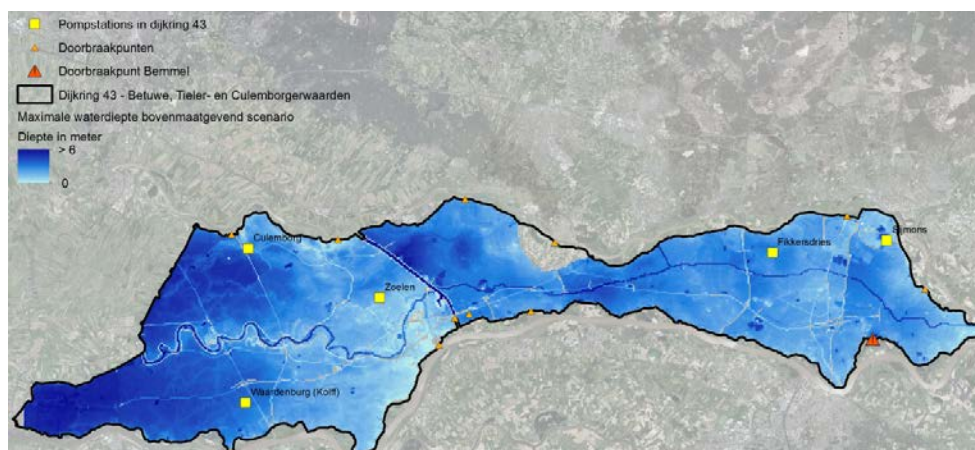 Pompstations in dijkring 43
Doorbraakpunten
Doorbraakpunt Bemmel
Dijkring 43 - Betuwe, Tieler- en Culemborgerwaarden
Maximale waterdiepte bovenmaatgevend scenario
Diepte in meter
> 6
0
Culemborg
Sijmons
Fikkersdries
Zoelen
Waardenburg (Kolff)